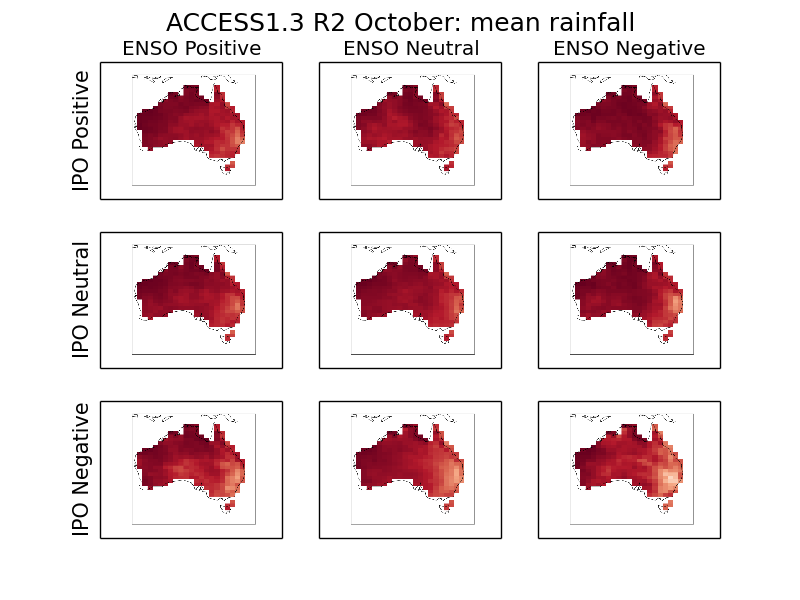 ACCESS1.3 R2 October: mean rainfall
ENSO Positive
ENSO Neutral
ENSO Negative
IPO Positive
IPO Neutral
IPO Negative